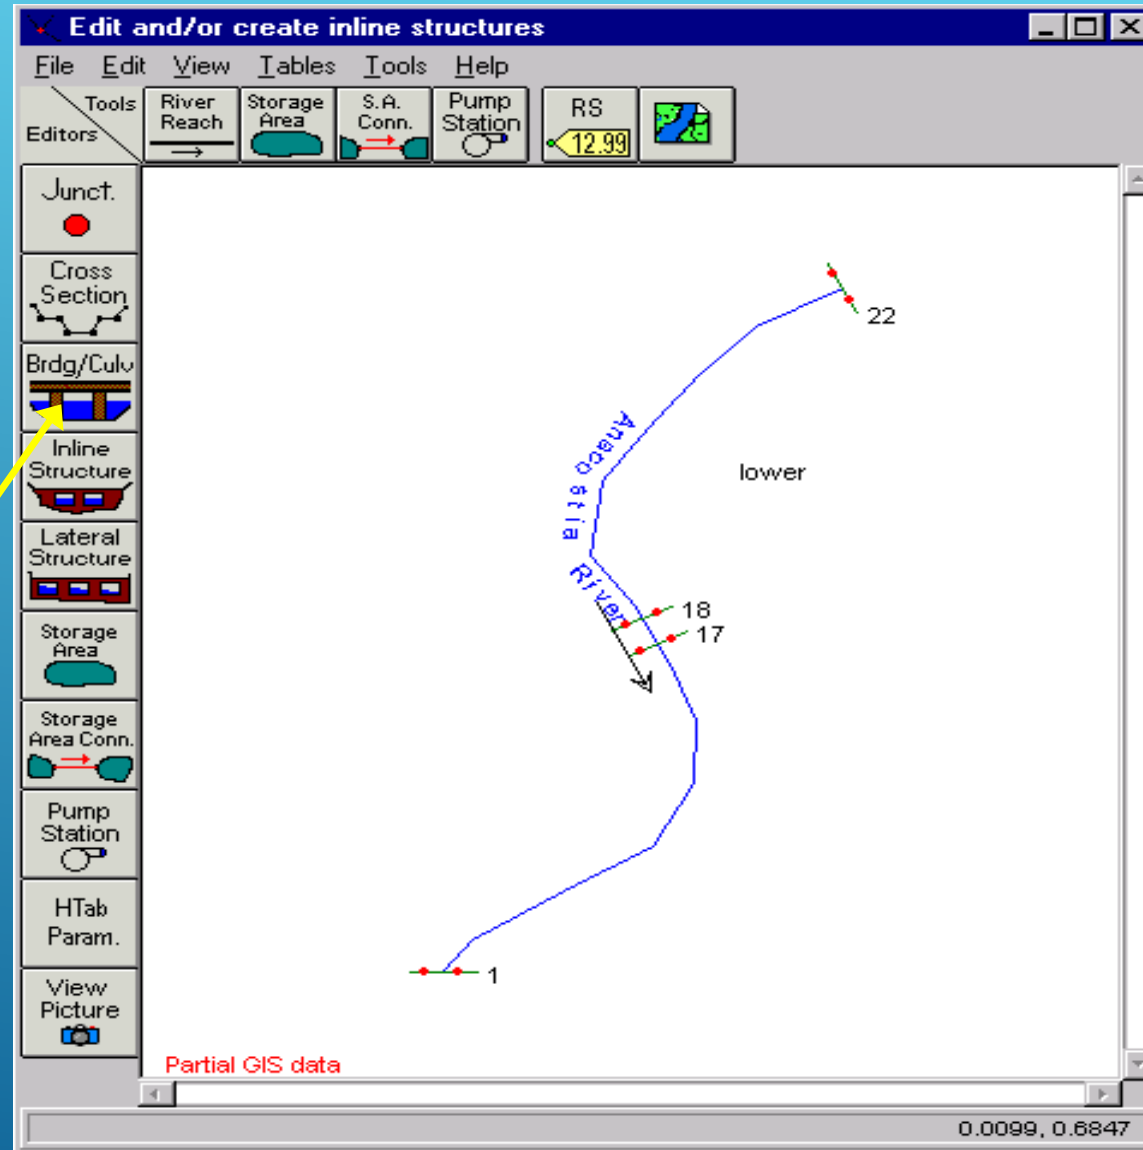 Edit and/or create inline structures
File Edit View Tables Tools Help
Tools
Editors
River
Reach
Storage
Area
S.A.
Conn.
Pump
Station
RS
12.99
Junct.
Cross
Section
Brdg/Culv
Inline
Structure
Lateral
Structure
Storage
Area
Storage
Area Conn.
Pump
Station
HTab
Param.
View
Picture
22
Anacostia River
lower
18
17
1
Partial GIS data
0.0099, 0.6847